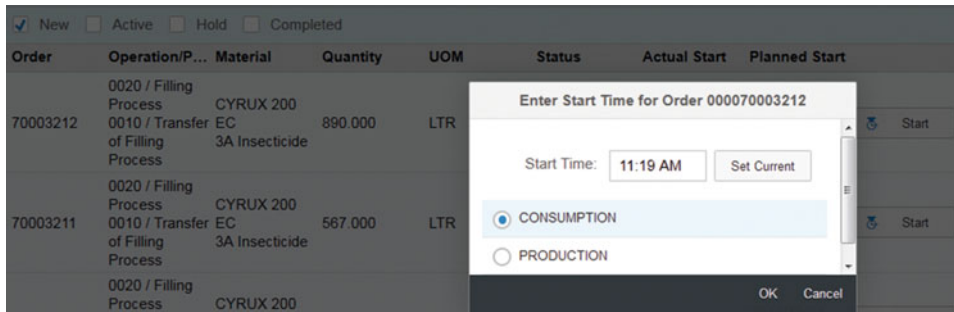 New Active Hold Completed
Order Operation/P... Material Quantity UOM Status Actual Start Planned Start
Enter Start Time for Order 000070003212
Start Time: 11:19 AM Set Current
CONSUMPTION
PRODUCTION
OK Cancel
0020 / Filling
Process CYRUX 200
70003212 0010 / Transfer EC 890.000 LTR Start
of Filling 3A Insecticide
Process
0020 / Filling
Process CYRUX 200
70003211 0010 / Transfer EC 567.000 LTR Start
of Filling 3A Insecticide
Process
0020 / Filling
Process CYRUX 200